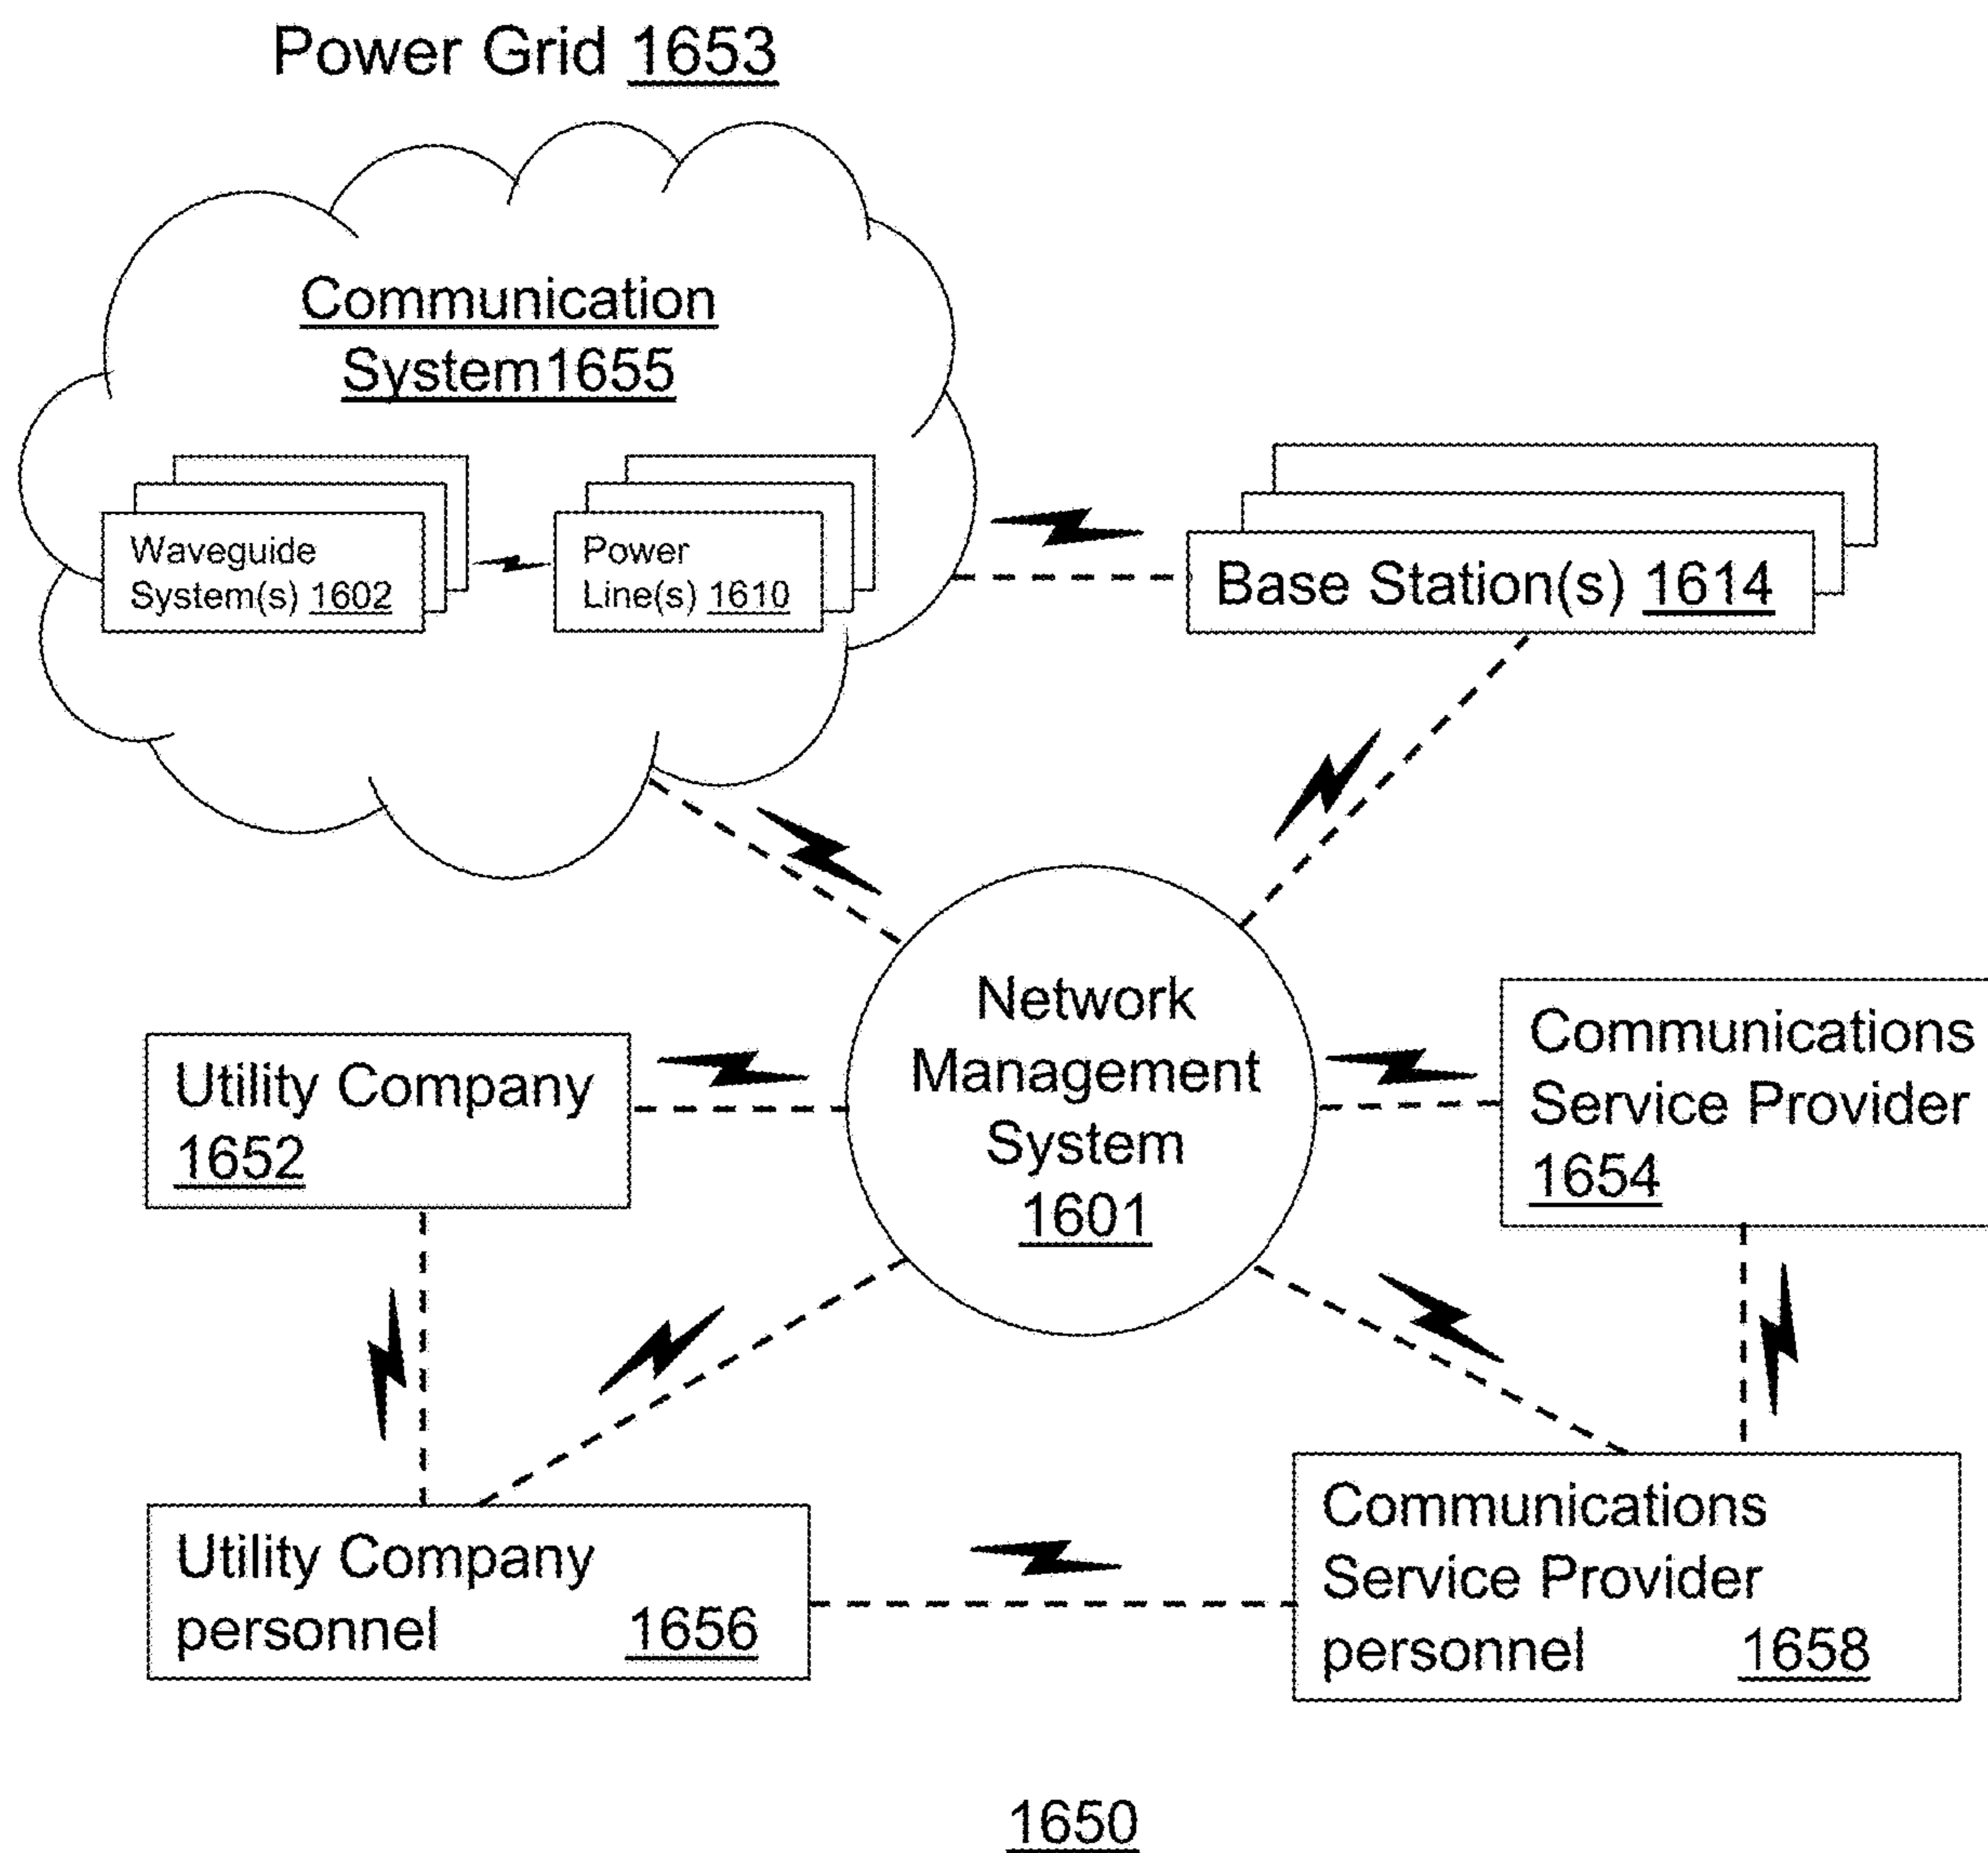 Power Grid 1653
Communication
System1655
Waveguide
System(s) 1602
Power
Line(s) 1610
Base Station(s) 1614
Network
Management
System
1601
Utility Company
1652
Communications
Service Provider
1654
Utility Company
personnel 1656
Communications
Service Provider
personnel 1658
1650